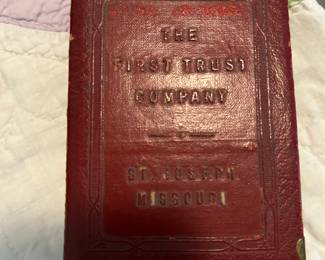 THE
FIRST TRUST
COMPANY
ST. JOSEPH
MISSOURI